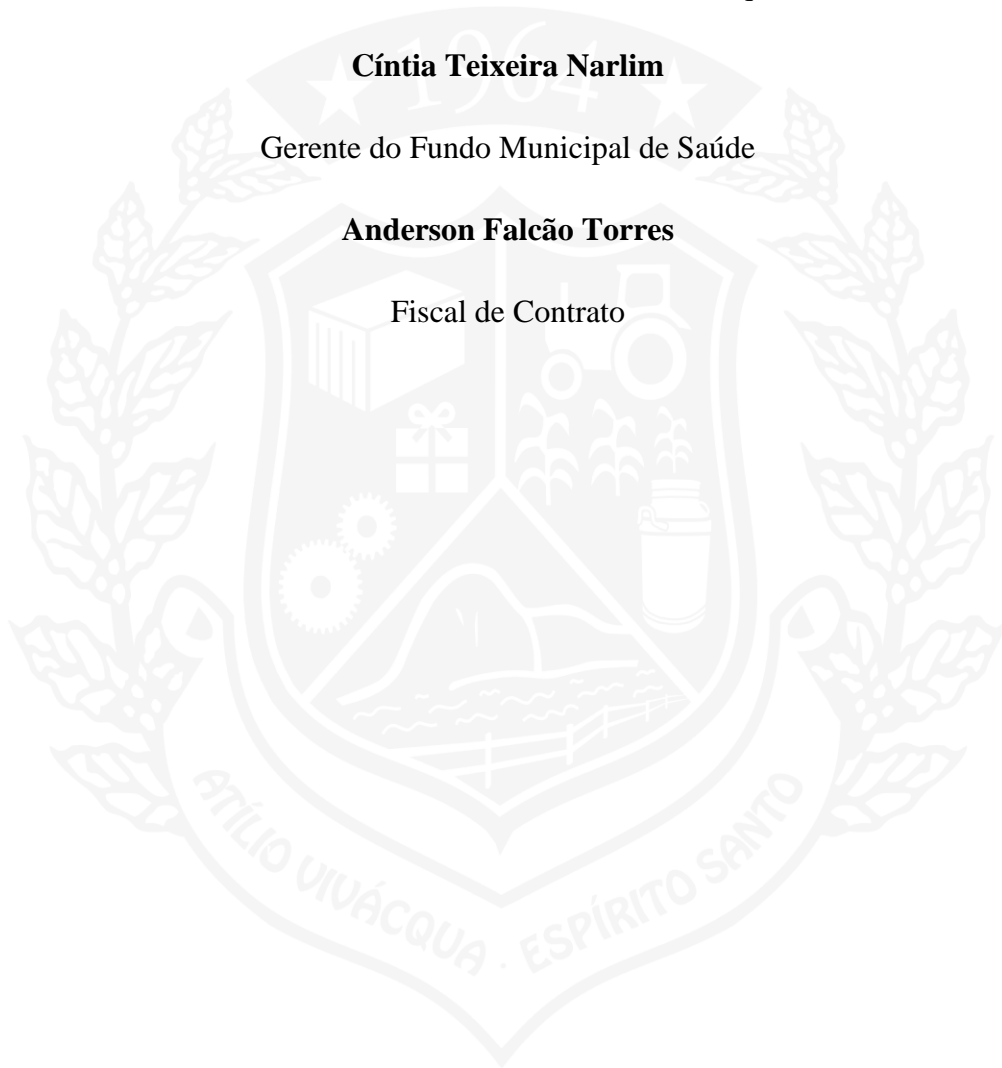 Cíntia Teixeira Narlim
Gerente do Fundo Municipal de Saúde
Anderson Falcão Torres
Fiscal de Contrato
1964
ATÍLIO VIVÁCQUA · ESPÍRITO SANTO